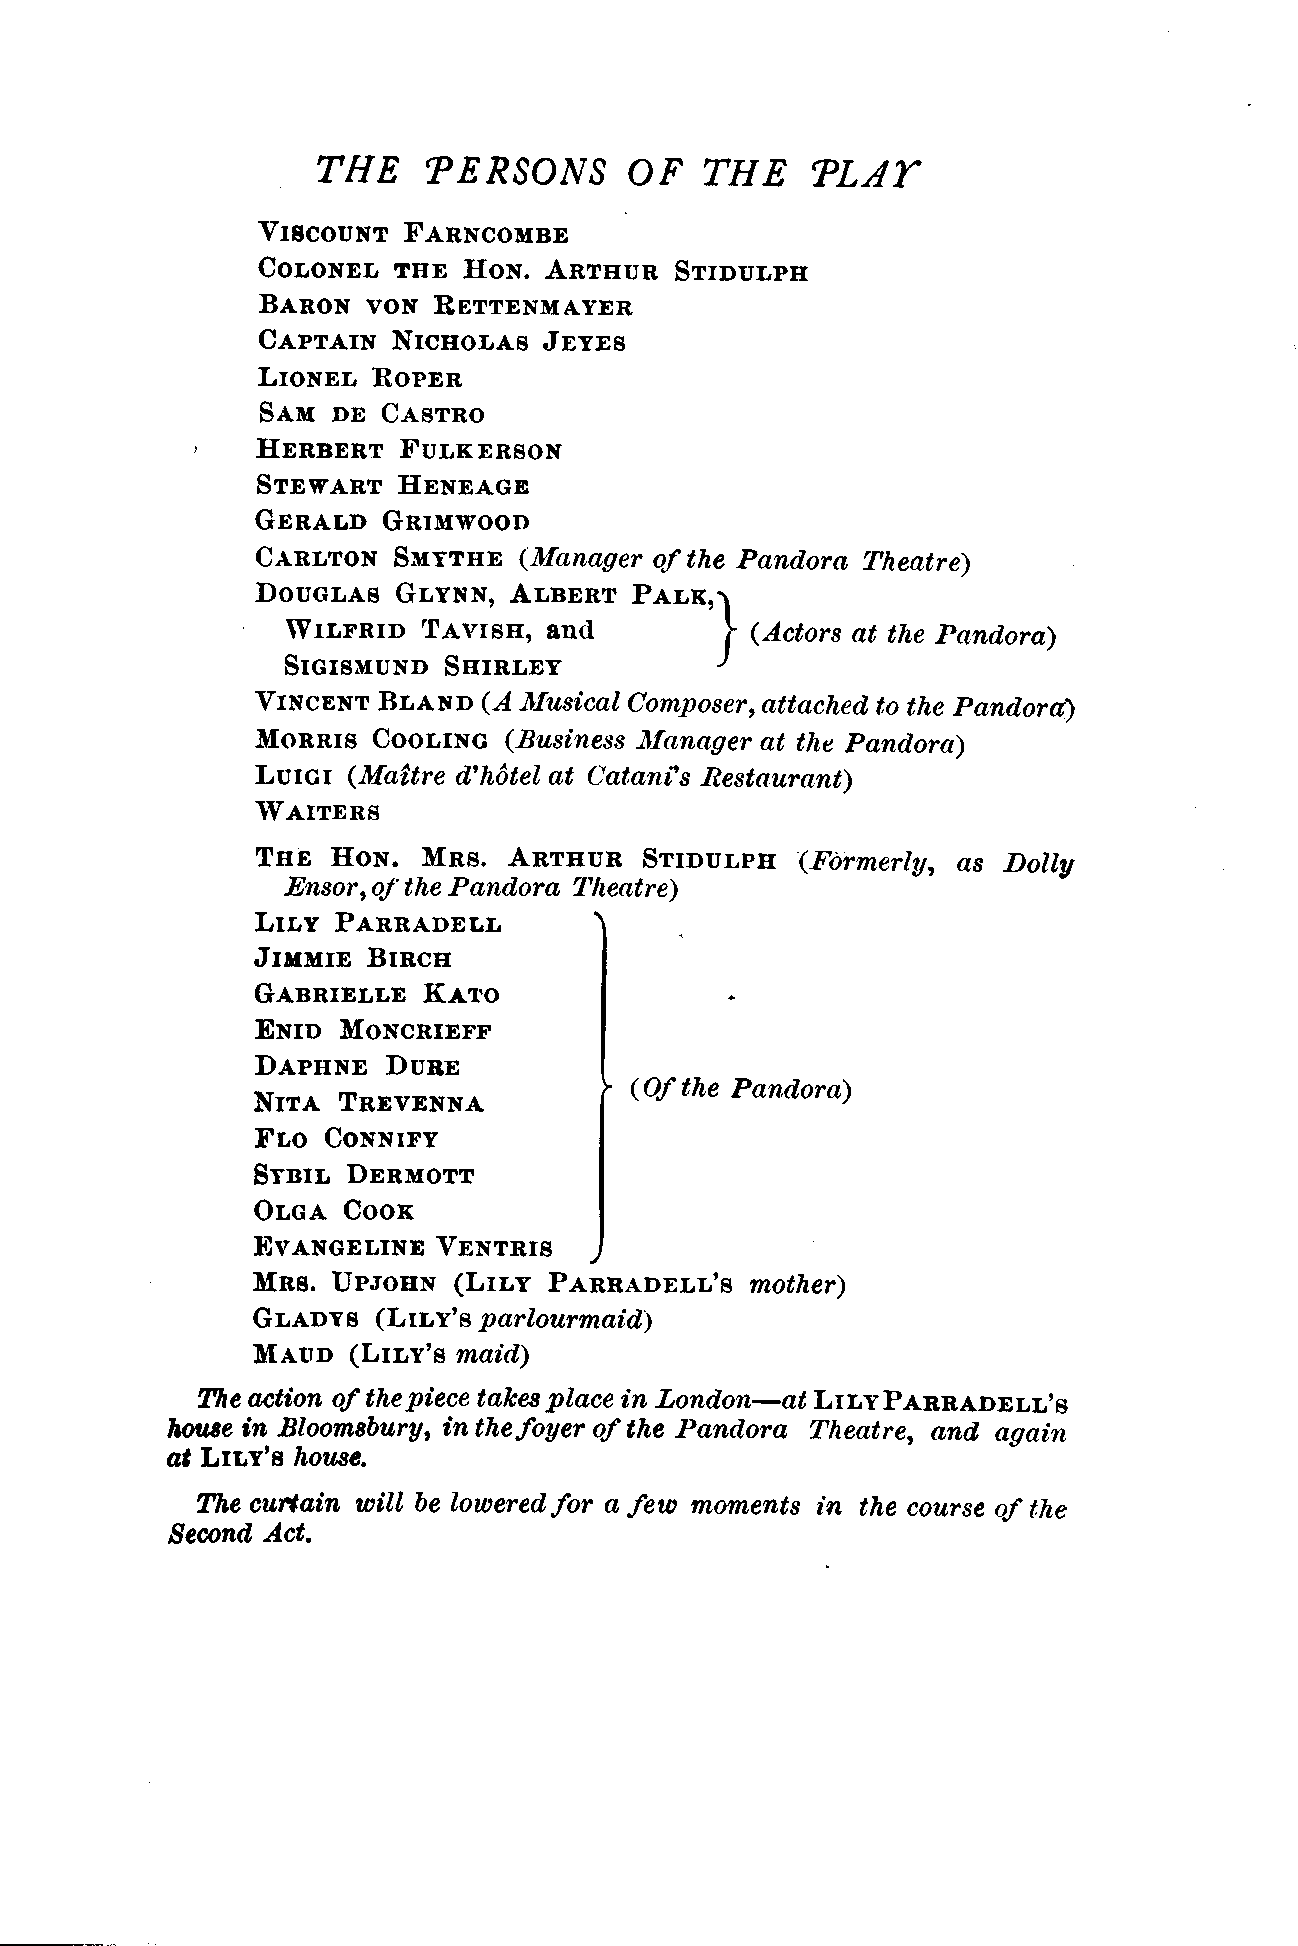 THE PERSONS OF THE PLAY
VISCOUNT FARNCOMBE
COLONEL THE HON. ARTHUR STIDULPH
BARON VON RETTENMAYER
CAPTAIN NICHOLAS JEYES
LIONEL ROPER
SAM DE CASTRO
HERBERT FULKERSON
STEWART HENEAGE
GERALD GRIMWOOD
CARLTON SMYTHE (Manager of the Pandora Theatre)
DOUGLAS GLYNN, ALBERT PALK,
WILFRID TAVISH, and
SIGISMUND SHIRLEY
(Actors at the Pandora)
VINCENT BLAND (A Musical Composer, attached to the Pandora)
MORRIS COOLING (Business Manager at the Pandora)
LUIGI (Maître d'hôtel at Catani's Restaurant)
WAITERS
THE HON. MRS. ARTHUR STIDULPH (Formerly, as Dolly
Ensor, of the Pandora Theatre)
LILY PARRADELL
JIMMIE BIRCH
GABRIELLE KATO
ENID MONCRIEFF
DAPHNE DURE
NITA TREVENNA
FLO CONNIFY
SYBIL DERMOTT
OLGA COOK
EVANGELINE VENTRIS
(Of the Pandora)
MRS. UPJOHN (LILY PARRADELL'S mother)
GLADYS (LILY'S parlourmaid)
MAUD (LILY'S maid)
The action of the piece takes place in London—at LILY PARRADELL'S
house in Bloomsbury, in the foyer of the Pandora Theatre, and again
at LILY'S house.
The curtain will be lowered for a few moments in the course of the
Second Act.